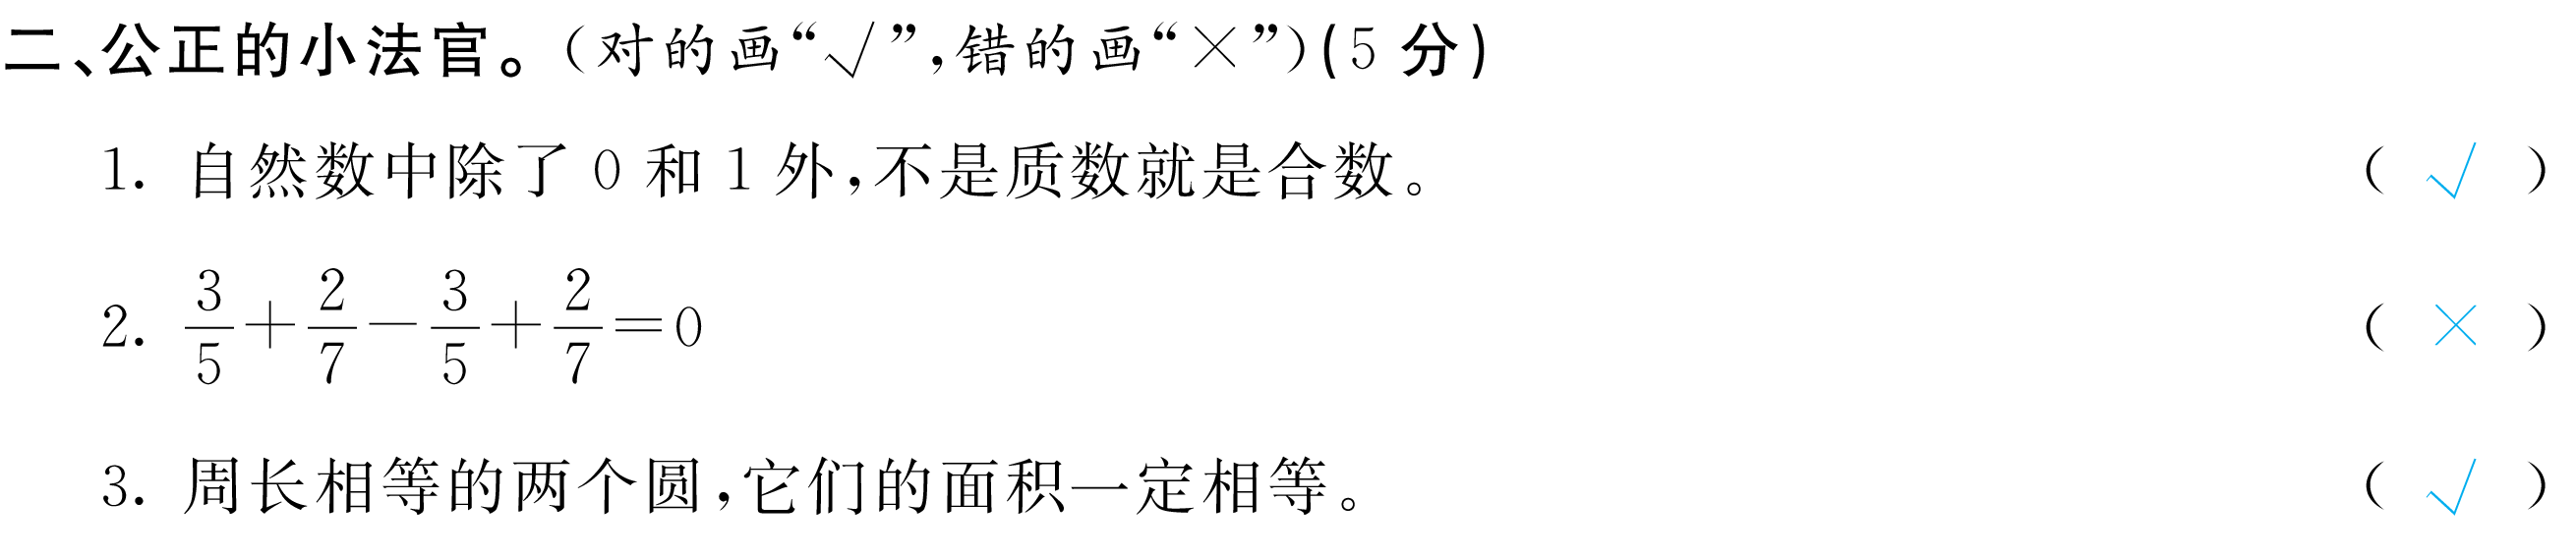 二、公正的小法官。(对的画“√”,错的画“×”)(5 分)
1. 自然数中除了 0 和 1 外,不是质数就是合数。 ( √ )
2. 3/5+2/7-3/5+2/7=0 ( × )
3. 周长相等的两个圆,它们的面积一定相等。 ( √ )